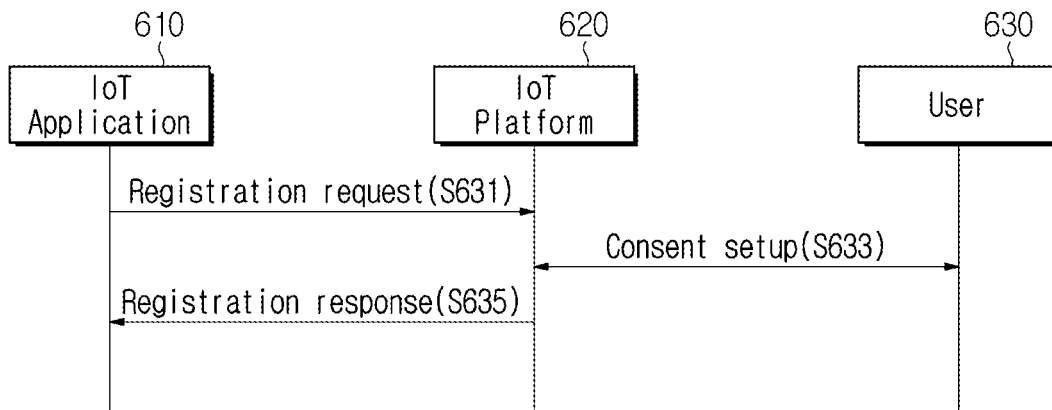 610
620
630
IoT
Application
IoT
Platform
User
Registration request(S631)
Consent setup(S633)
Registration response(S635)